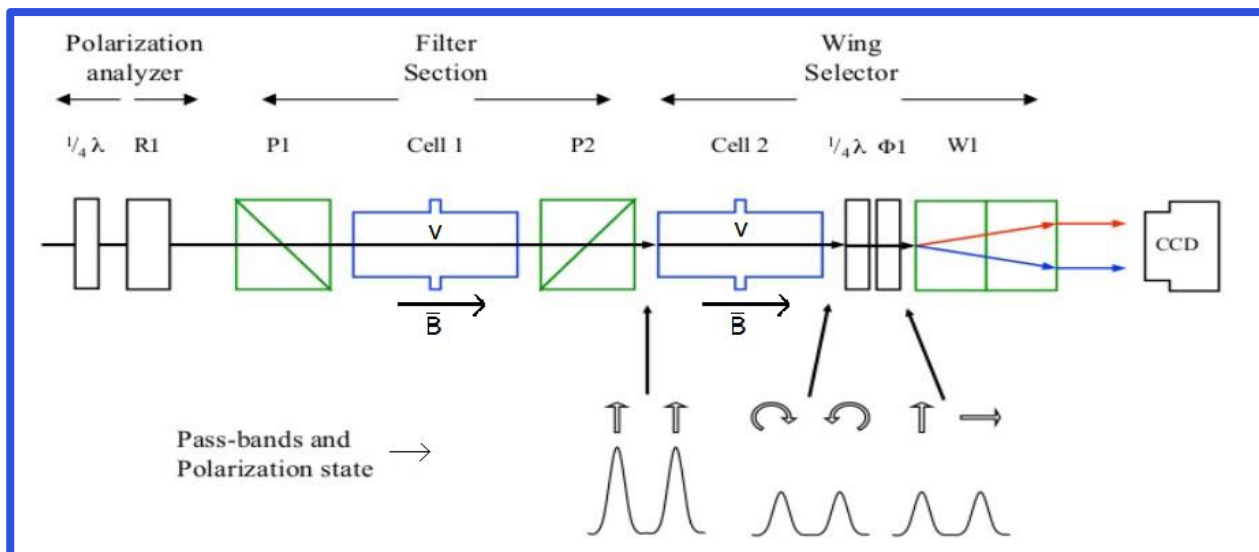 Polarization
analyzer
Filter
Section
Wing
Selector
¹/₄ λ R1 P1 Cell 1 P2 Cell 2 ¹/₄ λ Φ1 W1
V V
CCD
B̅ B̅
Pass-bands and
Polarization state